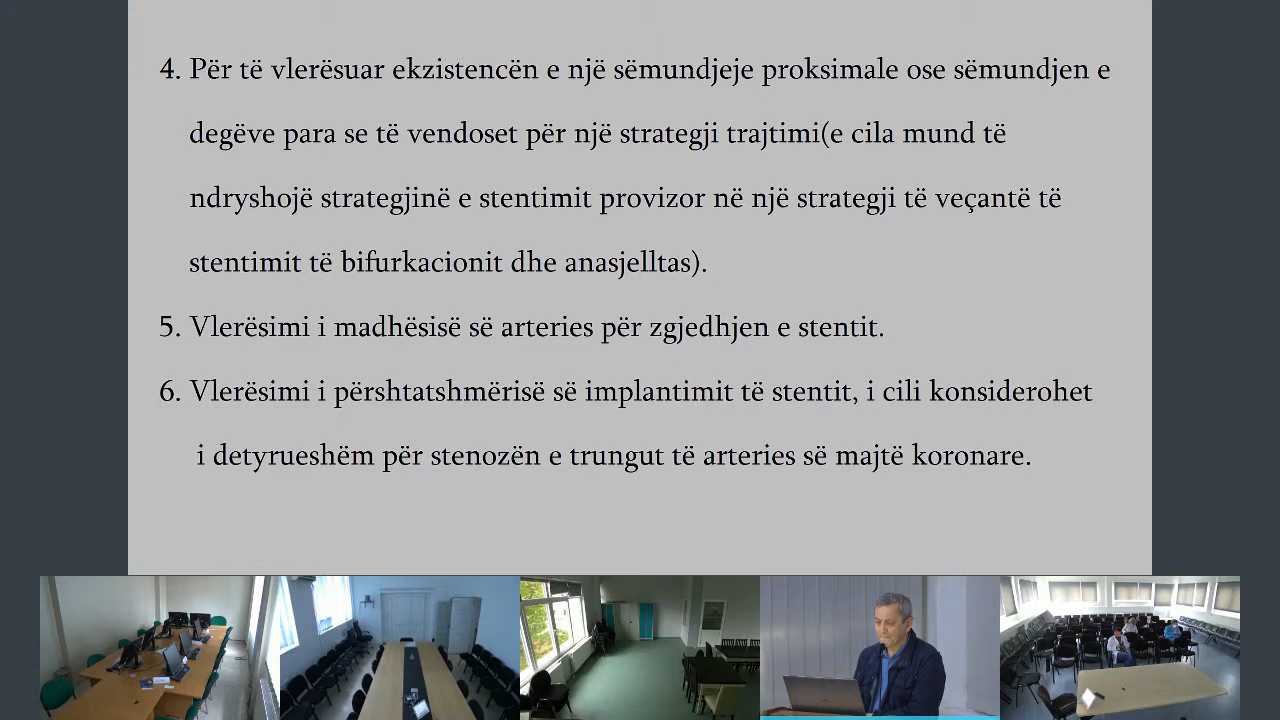 4. Për të vlerësuar ekzistencën e një sëmundjeje proksimale ose sëmundjen e
degëve para se të vendoset për një strategji trajtimi(e cila mund të
ndryshojë strategjinë e stentimit provizor në një strategji të veçantë të
stentimit të bifurkacionit dhe anasjelltas).
5. Vlerësimi i madhësisë së arteries për zgjedhjen e stentit.
6. Vlerësimi i përshtatshmërisë së implantimit të stentit, i cili konsiderohet
i detyrueshëm për stenozën e trungut të arteries së majtë koronare.